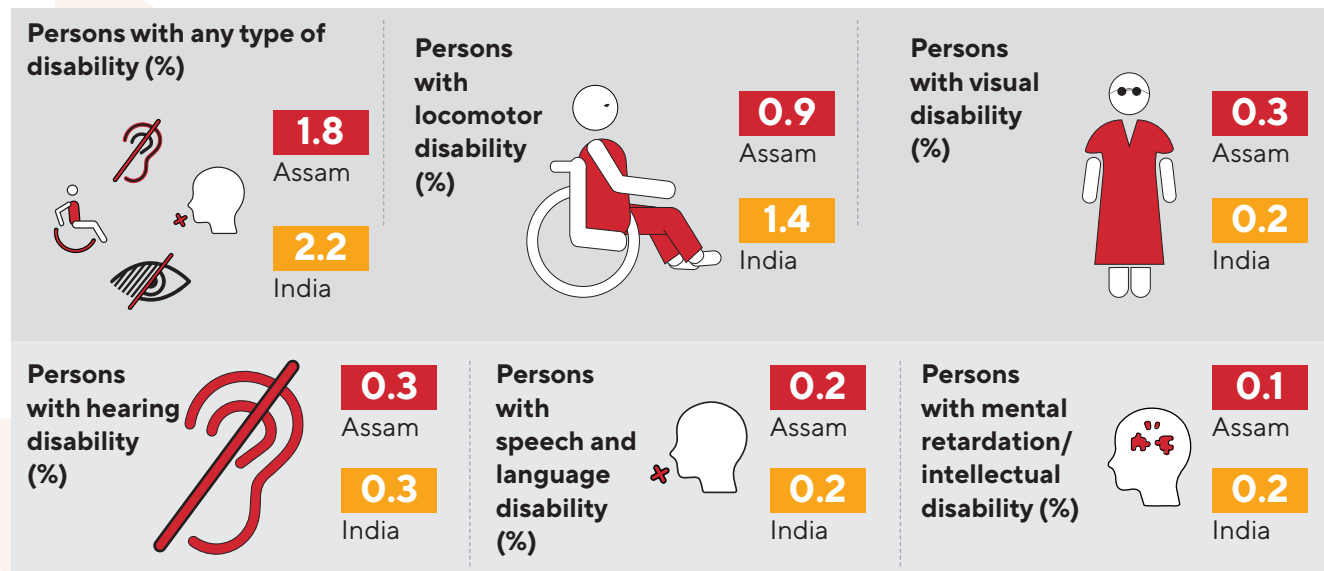 Persons with any type of
disability (%)
1.8
Assam
2.2
India
Persons
with
locomotor
disability
(%)
0.9
Assam
1.4
India
Persons
with visual
disability
(%)
0.3
Assam
0.2
India
Persons
with hearing
disability
(%)
0.3
Assam
0.3
India
Persons
with
speech and
language
disability
(%)
0.2
Assam
0.2
India
Persons
with mental
retardation/
intellectual
disability (%)
0.1
Assam
0.2
India